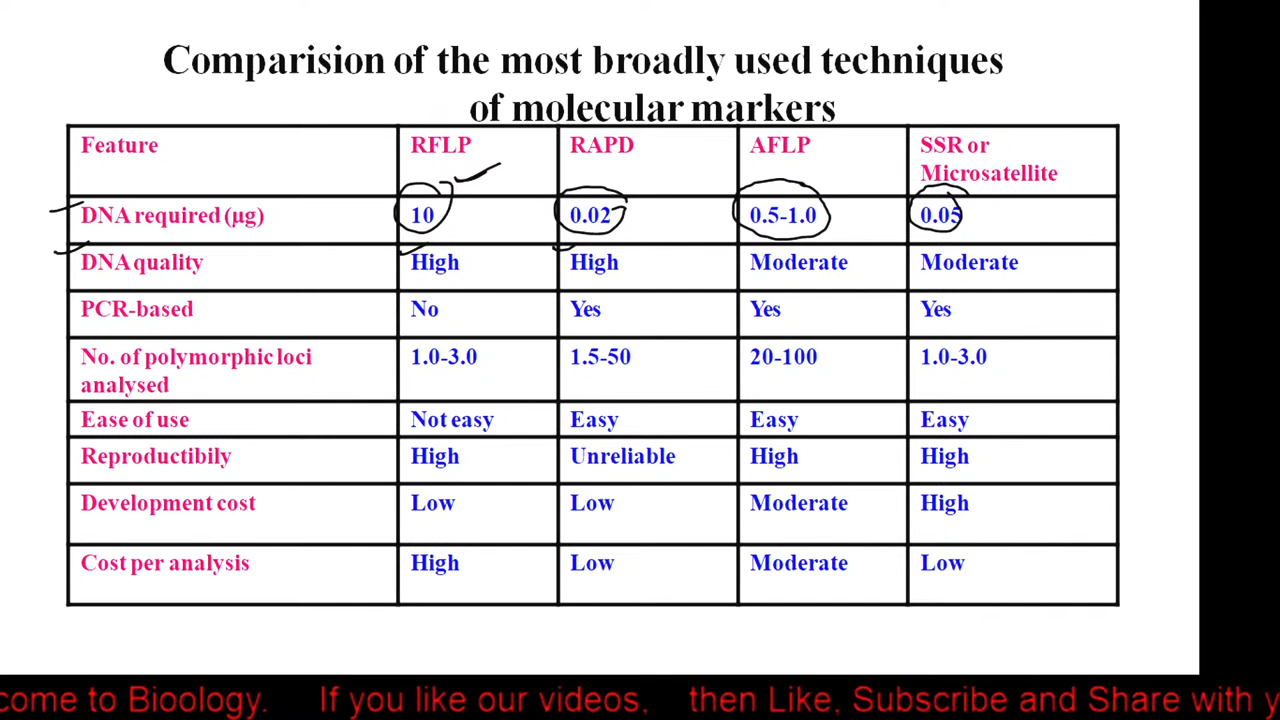 Comparision of the most broadly used techniques
of molecular markers
Feature RFLP RAPD AFLP SSR or
Microsatellite
DNA required (µg) 10 0.02 0.5-1.0 0.05
DNA quality High High Moderate Moderate
PCR-based No Yes Yes Yes
No. of polymorphic loci 1.0-3.0 1.5-50 20-100 1.0-3.0
analysed
Ease of use Not easy Easy Easy Easy
Reproductibily High Unreliable High High
Development cost Low Low Moderate High
Cost per analysis High Low Moderate Low
come to Bioology. If you like our videos, then Like, Subscribe and Share with y